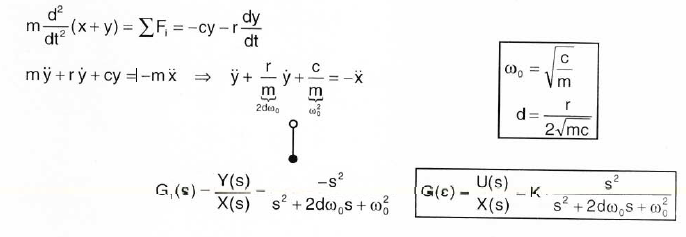 m d²/dt² (x + y) = ∑ Fᵢ = -cy - r dy/dt
mÿ + rẏ + cy = -mẍ ⇒ ÿ + r/m ẏ + c/m = -ẍ
2dω₀ ω₀²
ω₀ = √(c/m)
d = r/(2√mc)
G₁(s) - Y(s)/X(s) - -s²/(s² + 2dω₀s + ω₀²)
G(s) - U(s)/X(s) - K · s²/(s² + 2dω₀s + ω₀²)